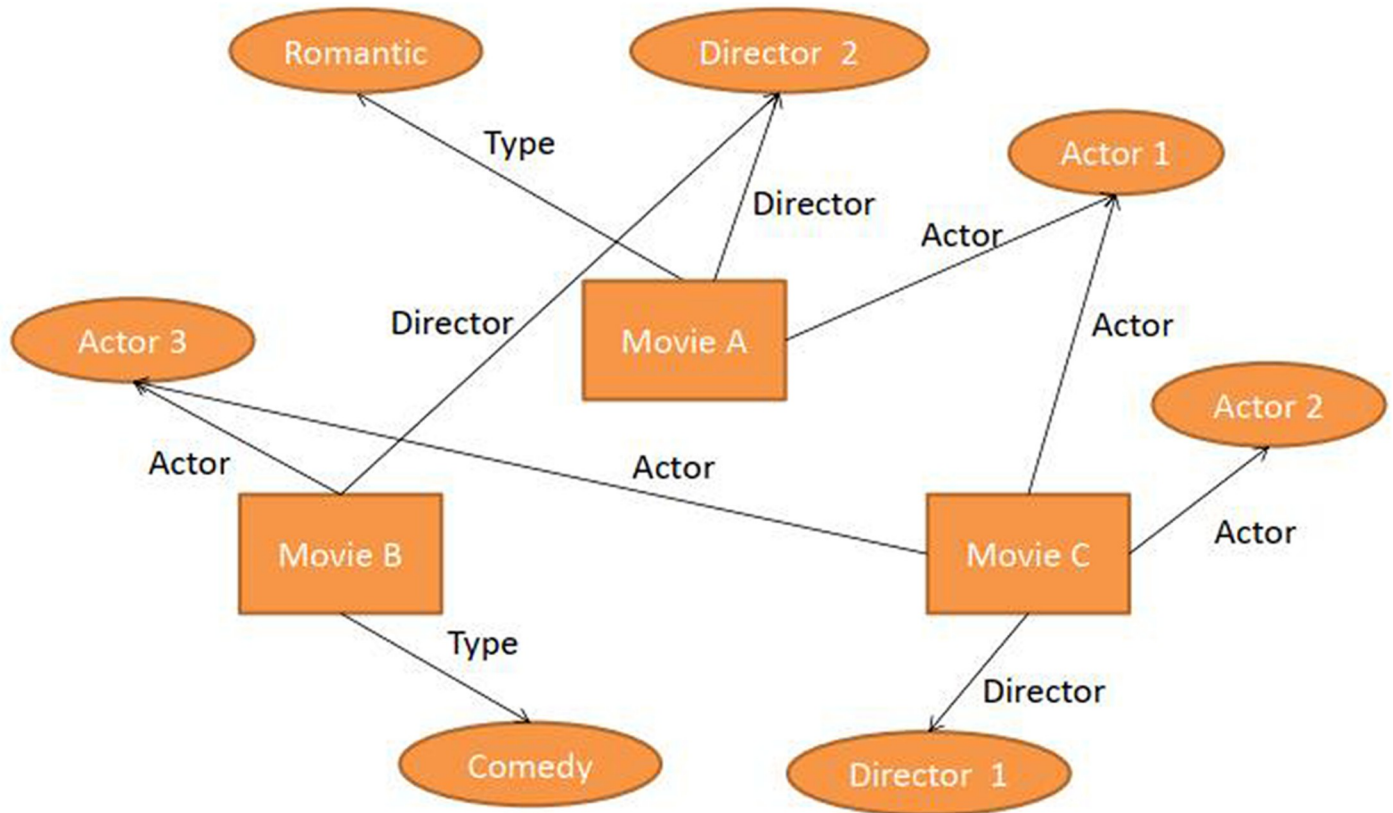 Romantic
Director 2
Type
Actor 1
Director
Actor
Director
Actor
Actor 3
Movie A
Actor 2
Actor
Actor
Actor
Movie B
Movie C
Type
Director
Comedy
Director 1